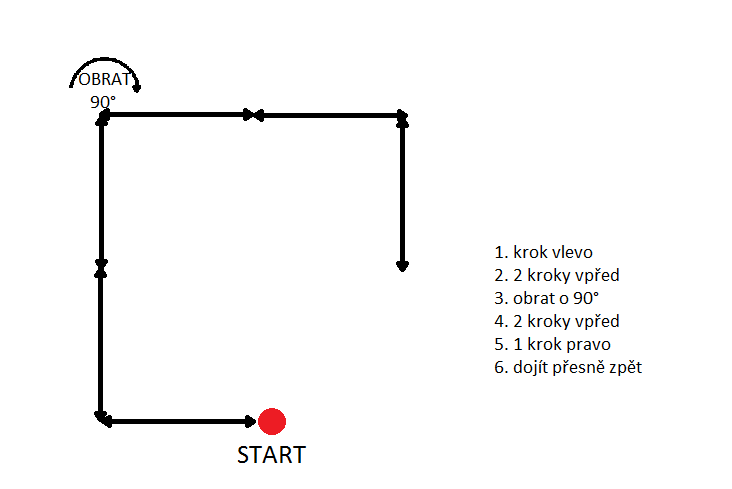 OBRAT
90°
1. krok vlevo
2. 2 kroky vpřed
3. obrat o 90°
4. 2 kroky vpřed
5. 1 krok pravo
6. dojít přesně zpět
START